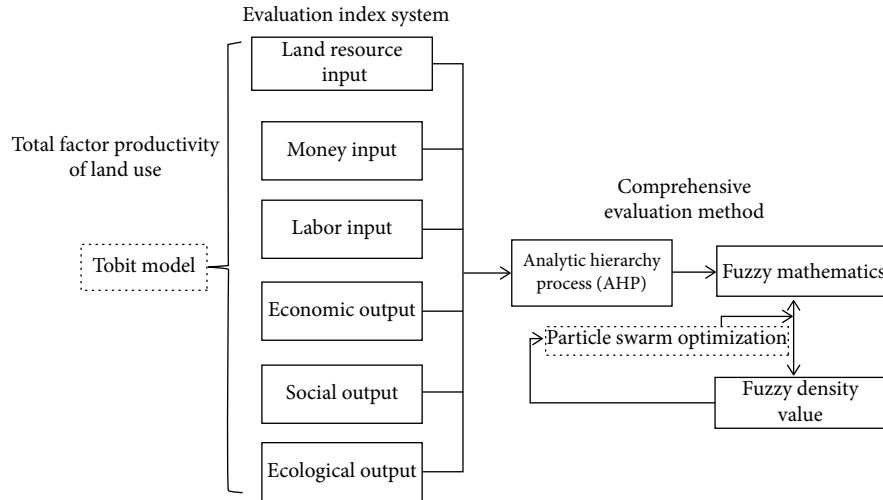 Evaluation index system
Land resource
input
Total factor productivity
of land use
Money input
Labor input
Tobit model
Economic output
Social output
Ecological output
Comprehensive
evaluation method
Analytic hierarchy
process (AHP)
Fuzzy mathematics
Particle swarm optimization
Fuzzy density
value